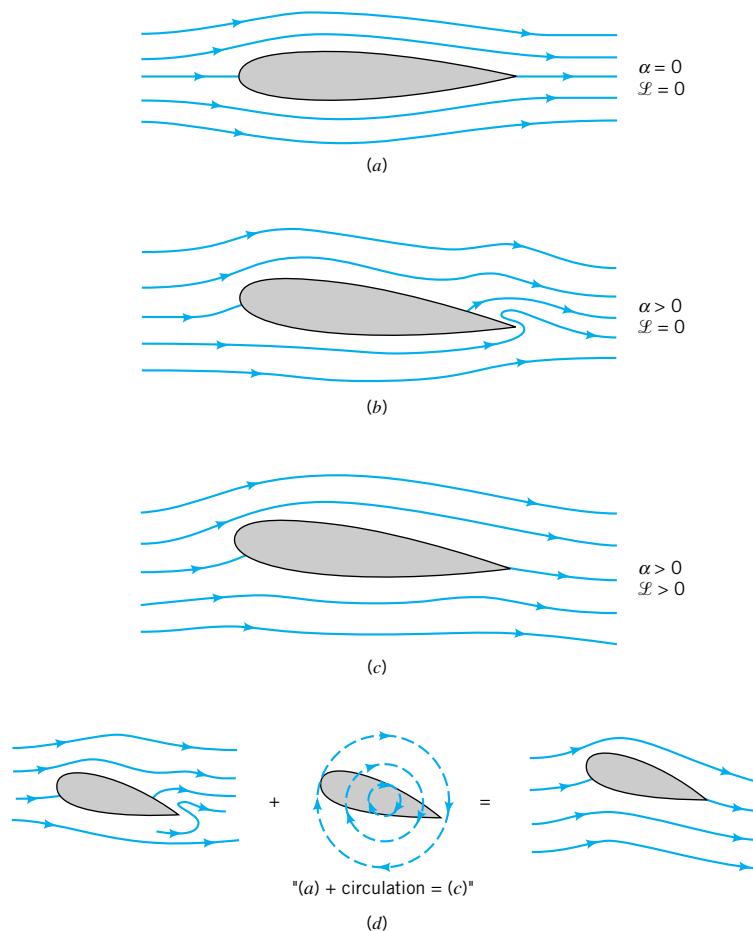 α = 0
ℒ = 0
(a)
α > 0
ℒ = 0
(b)
α > 0
ℒ > 0
(c)
+
=
"(a) + circulation = (c)"
(d)